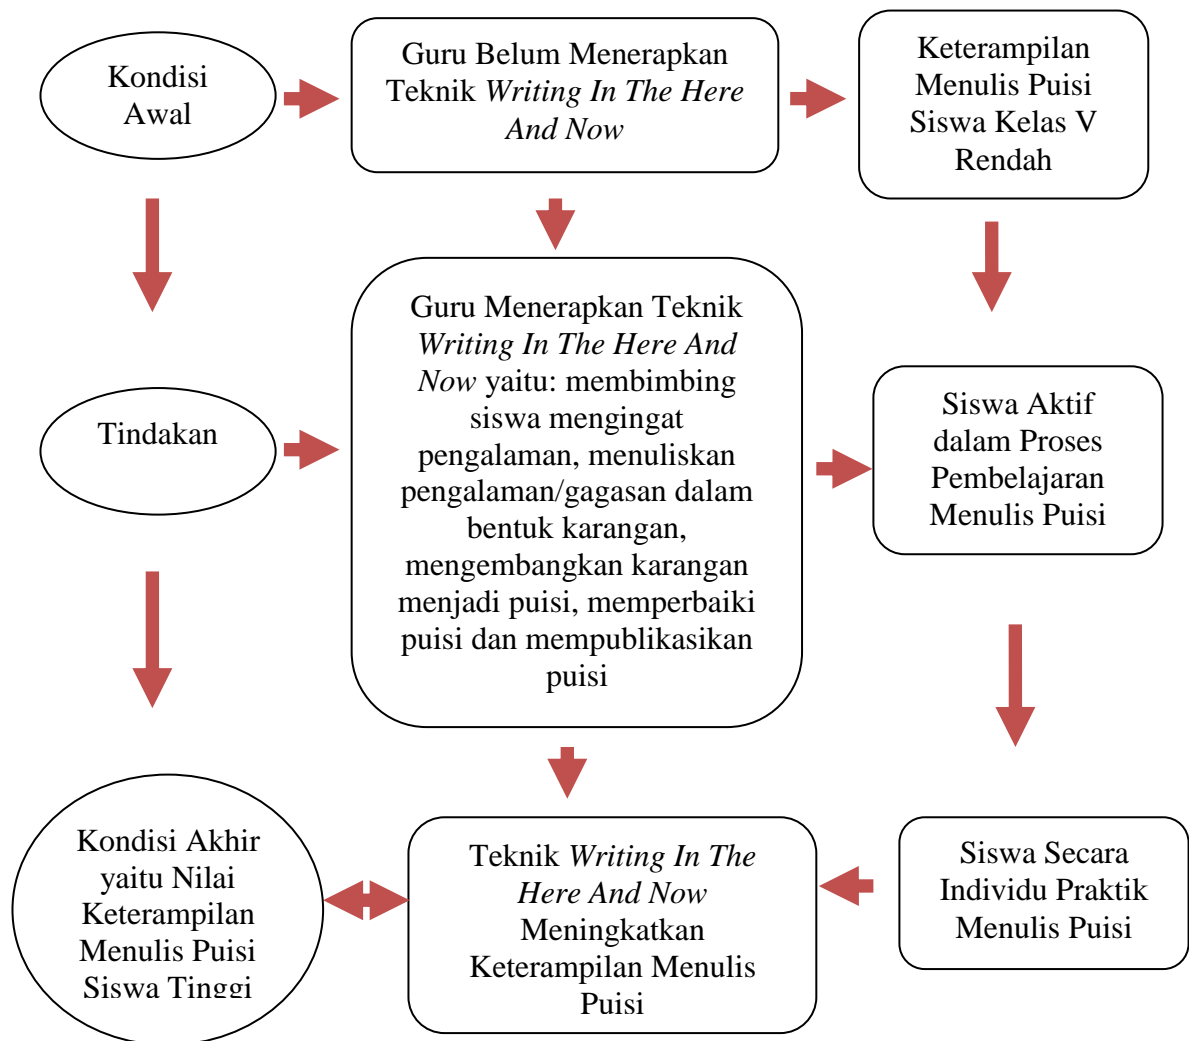 Kondisi
Awal
Guru Belum Menerapkan
Teknik Writing In The Here
And Now
Keterampilan
Menulis Puisi
Siswa Kelas V
Rendah
Tindakan
Guru Menerapkan Teknik
Writing In The Here And
Now yaitu: membimbing
siswa mengingat
pengalaman, menuliskan
pengalaman/gagasan dalam
bentuk karangan,
mengembangkan karangan
menjadi puisi, memperbaiki
puisi dan mempublikasikan
puisi
Siswa Aktif
dalam Proses
Pembelajaran
Menulis Puisi
Kondisi Akhir
yaitu Nilai
Keterampilan
Menulis Puisi
Siswa Tinggi
Teknik Writing In The
Here And Now
Meningkatkan
Keterampilan Menulis
Puisi
Siswa Secara
Individu Praktik
Menulis Puisi